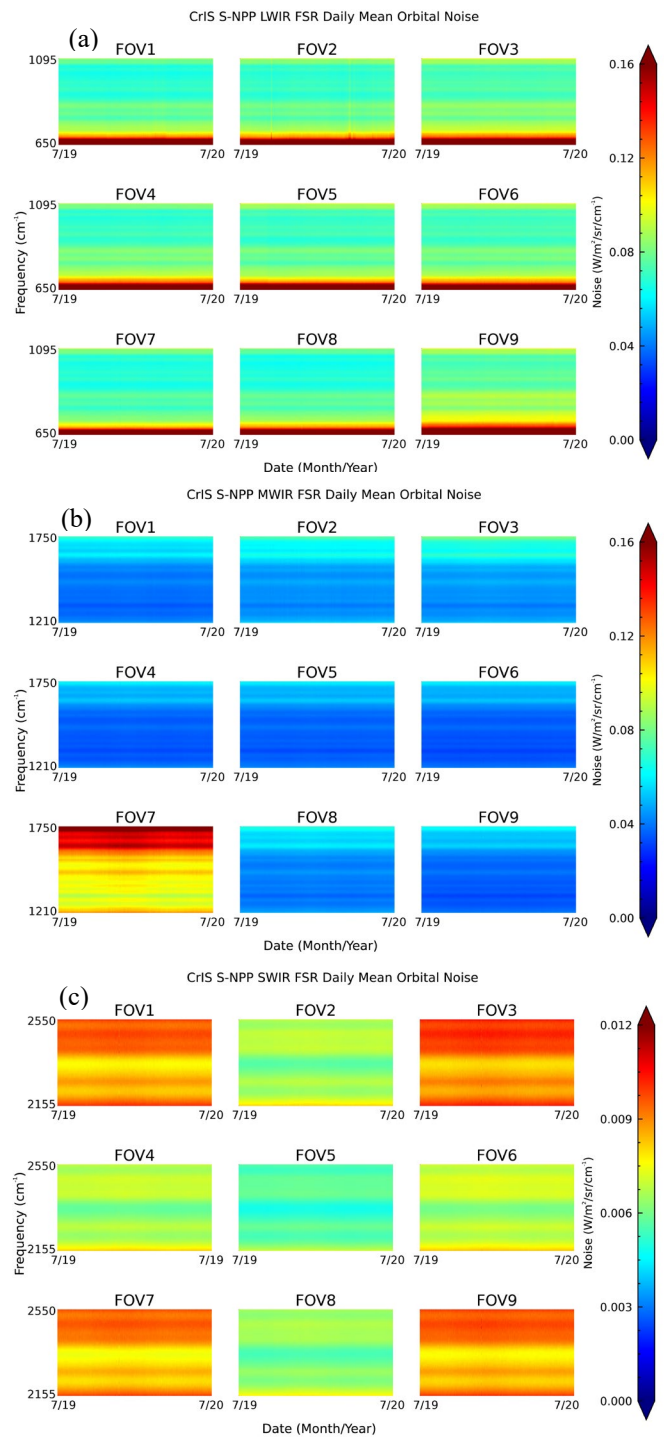 CrIS S-NPP LWIR FSR Daily Mean Orbital Noise
(a)
FOV1 FOV2 FOV3
1095
650
7/19 7/20 7/19 7/20 7/19 7/20
FOV4 FOV5 FOV6
1095
650
7/19 7/20 7/19 7/20 7/19 7/20
FOV7 FOV8 FOV9
1095
650
7/19 7/20 7/19 7/20 7/19 7/20
Frequency (cm-1)
Date (Month/Year)
0.16
0.12
0.08
0.04
0.00
Noise (W/m²/sr/cm-1)
CrIS S-NPP MWIR FSR Daily Mean Orbital Noise
(b)
FOV1 FOV2 FOV3
1750
1210
7/19 7/20 7/19 7/20 7/19 7/20
FOV4 FOV5 FOV6
1750
1210
7/19 7/20 7/19 7/20 7/19 7/20
FOV7 FOV8 FOV9
1750
1210
7/19 7/20 7/19 7/20 7/19 7/20
Frequency (cm-1)
Date (Month/Year)
0.16
0.12
0.08
0.04
0.00
Noise (W/m²/sr/cm-1)
CrIS S-NPP SWIR FSR Daily Mean Orbital Noise
(c)
FOV1 FOV2 FOV3
2550
2155
7/19 7/20 7/19 7/20 7/19 7/20
FOV4 FOV5 FOV6
2550
2155
7/19 7/19 7/19 7/20 7/19 7/20
FOV7 FOV8 FOV9
2550
2155
7/19 7/20 7/19 7/20 7/19 7/20
Frequency (cm-1)
Date (Month/Year)
0.012
0.009
0.006
0.003
0.000
Noise (W/m²/sr/cm-1)